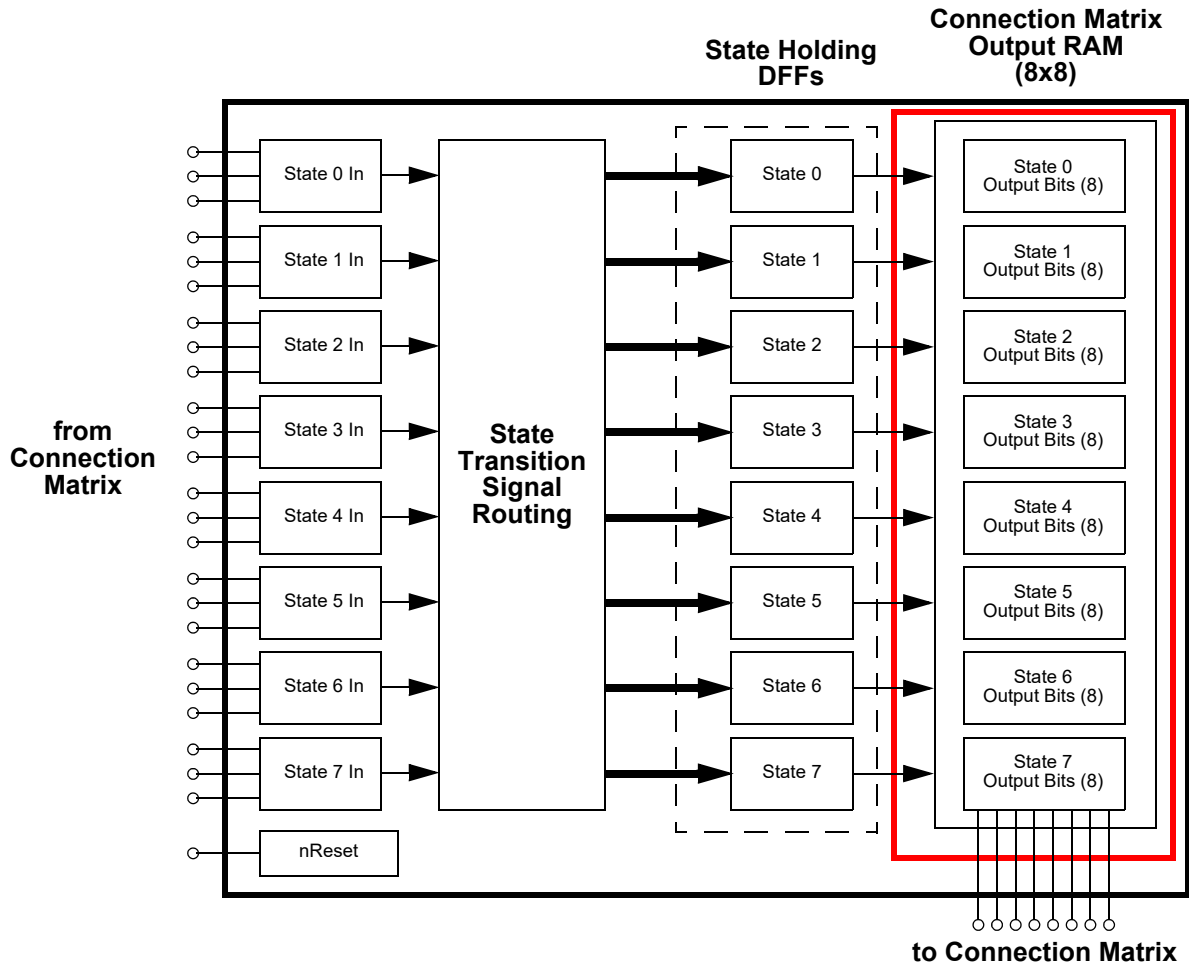 Connection Matrix
Output RAM
(8x8)
State Holding
DFFs
from
Connection
Matrix
State 0 In
State 1 In
State 2 In
State 3 In
State 4 In
State 5 In
State 6 In
State 7 In
nReset
State
Transition
Signal
Routing
State 0
State 1
State 2
State 3
State 4
State 5
State 6
State 7
State 0
Output Bits (8)
State 1
Output Bits (8)
State 2
Output Bits (8)
State 3
Output Bits (8)
State 4
Output Bits (8)
State 5
Output Bits (8)
State 6
Output Bits (8)
State 7
Output Bits (8)
to Connection Matrix